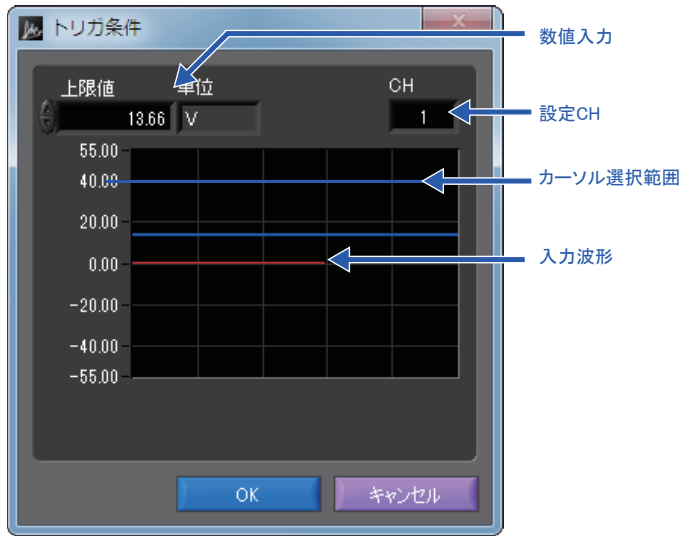 トリガ条件
数値入力
上限値 単位 CH
13.66 V 1
設定CH
55.00
40.00
カーソル選択範囲
20.00
入力波形
0.00
-20.00
-40.00
-55.00
OK キャンセル